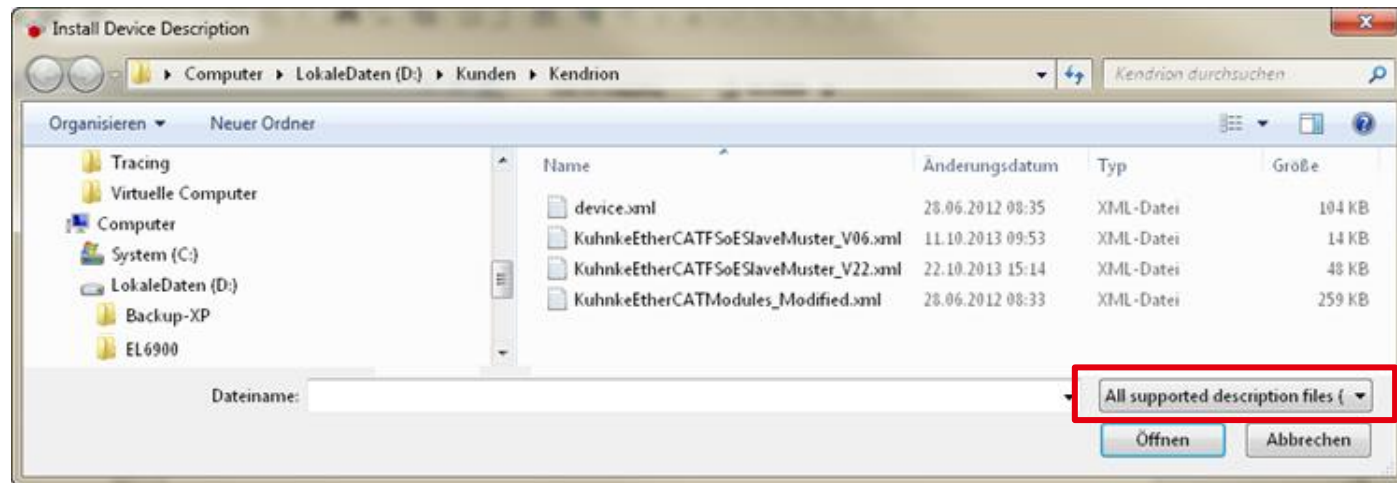 Install Device Description
Computer LokaleDaten (D:) Kunden Kendrion
Kendrion durchsuchen
Organisieren Neuer Ordner
Name Änderungsdatum Typ Größe
Tracing
Virtuelle Computer
Computer
System (C:)
LokaleDaten (D:)
Backup-XP
EL6900
device.xml 28.06.2012 08:35 XML-Datei 104 KB
KuhnkeEtherCATFSoESlaveMuster_V06.xml 11.10.2013 09:53 XML-Datei 14 KB
KuhnkeEtherCATFSoESlaveMuster_V22.xml 22.10.2013 15:14 XML-Datei 48 KB
KuhnkeEtherCATModules_Modified.xml 28.06.2012 08:33 XML-Datei 259 KB
Dateiname:
All supported description files (
Öffnen Abbrechen